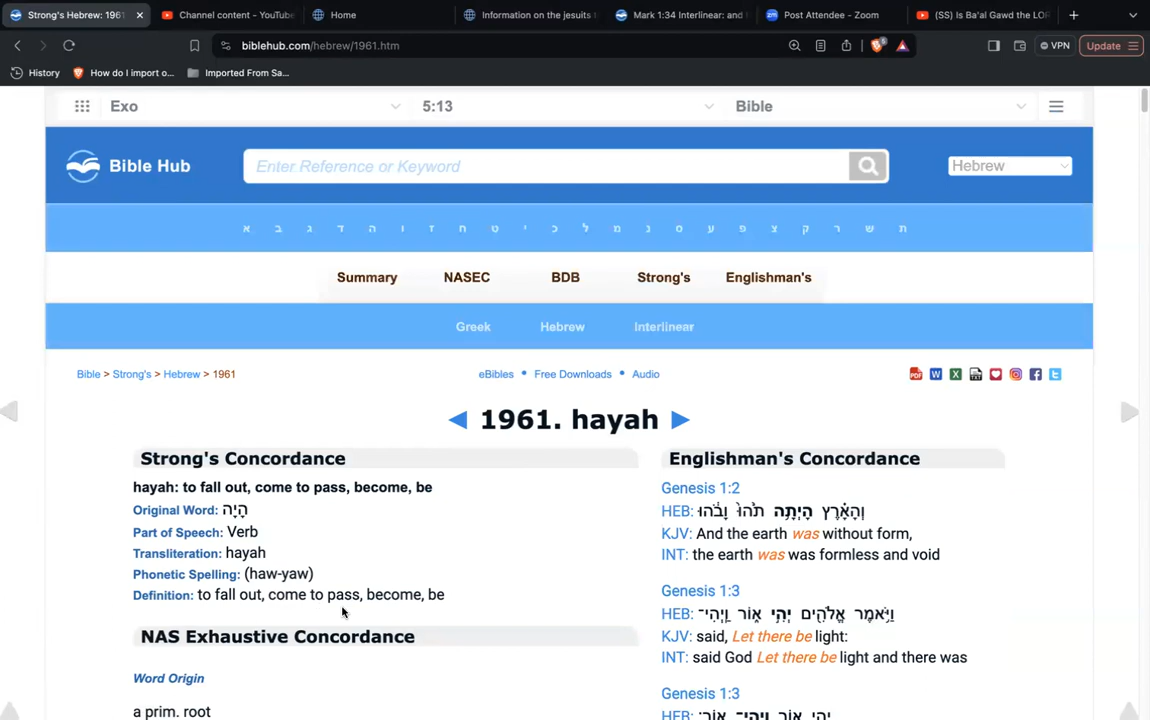 Strong's Hebrew: 1961
Channel content - YouTube
Home
Information on the jesuits
Mark 1:34 Interlinear: and
Post Attendee - Zoom
(SS) Is Ba'al Gawd the LOR
biblehub.com/hebrew/1961.htm
VPN
Update
History
How do I import o...
Imported From Sa...
Exo
5:13
Bible
Bible Hub
Enter Reference or Keyword
Hebrew
א ב ג ד ה ו ז ח ט י כ ל מ נ ס ע פ צ ק ר ש ת
Summary
NASEC
BDB
Strong's
Englishman's
Greek
Hebrew
Interlinear
Bible > Strong's > Hebrew > 1961
eBibles • Free Downloads • Audio
◀ 1961. hayah ▶
Strong's Concordance
hayah: to fall out, come to pass, become, be
Original Word: הָיָה
Part of Speech: Verb
Transliteration: hayah
Phonetic Spelling: (haw-yaw)
Definition: to fall out, come to pass, become, be
NAS Exhaustive Concordance
Word Origin
a prim. root
Englishman's Concordance
Genesis 1:2
HEB: וְהָאָ֗רֶץ הָיְתָ֥ה תֹ֙הוּ֙ וָבֹ֔הוּ
KJV: And the earth was without form,
INT: the earth was was formless and void
Genesis 1:3
HEB: וַיֹּ֥אמֶר אֱלֹהִ֖ים יְהִ֣י א֑וֹר וַֽיְהִי־
KJV: said, Let there be light:
INT: said God Let there be light and there was
Genesis 1:3
HEB: יְהִ֣י א֑וֹר וַֽיְהִי־ אֽוֹר׃